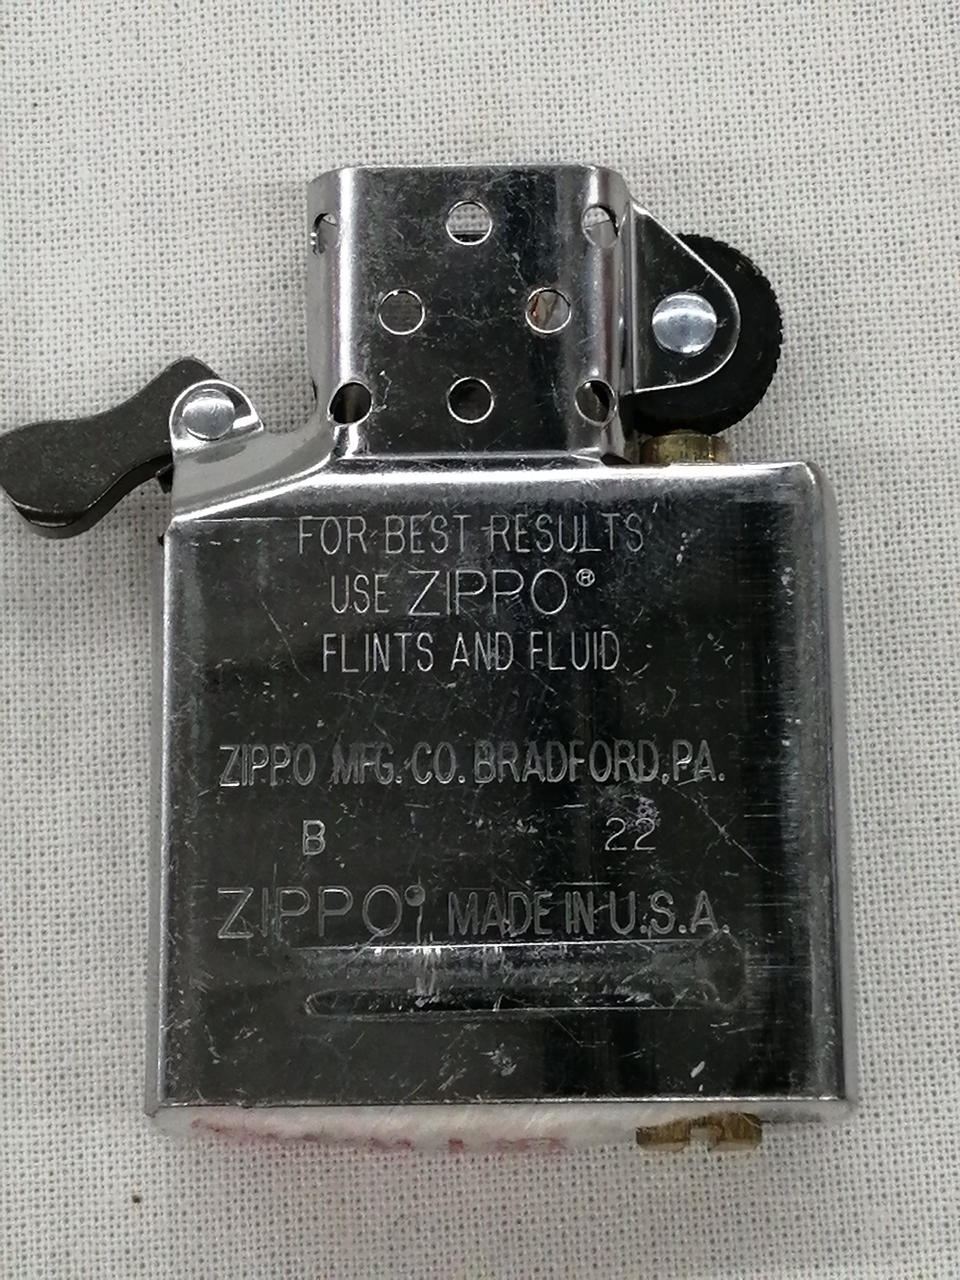 FOR BEST RESULTS
USE ZIPPO®
FLINTS AND FLUID
ZIPPO MFG. CO. BRADFORD, PA.
B 22
ZIPPO® MADE IN U.S.A.